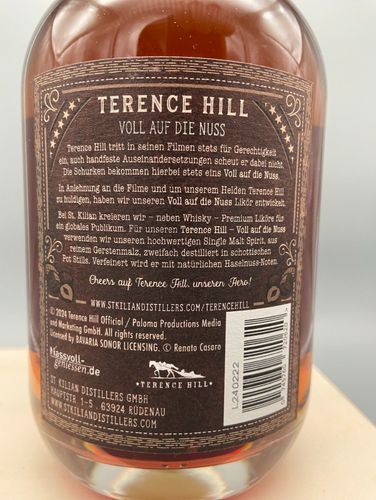 TERENCE HILL
VOLL AUF DIE NUSS
Terence Hill tritt in seinen Filmen stets für Gerechtigkeit
ein, auch handfeste Auseinandersetzungen scheut er dabei nicht.
Die Schurken bekommen hierbei stets eins Voll auf die Nuss.
In Anlehnung an die Filme und um unserem Helden Terence Hill
zu huldigen, haben wir unseren Voll auf die Nuss Likör entwickelt.
Bei St. Kilian kreieren wir – neben Whisky – Premium Liköre für
ein globales Publikum. Für unseren Terence Hill – Voll auf die Nuss
verwenden wir unseren hochwertigen Single Malt Spirit, aus
reinem Gerstenmalz, zweifach destilliert in schottischen
Pot Stills. Verfeinert wird er mit natürlichen Haselnuss-Noten.
Cheers auf Terence Hill, unseren Hero!
WWW.STKILIANDISTILLERS.COM/TERENCEHILL
© 2024 Terence Hill Official / Paloma Productions Media
und Marketing GmbH. All rights reserved.
Licensed by BAVARIA SONOR LICENSING. © Renato Casaro
massvoll-
geniessen.de
TERENCE HILL
ST KILIAN DISTILLERS GMBH
HAUPTSTR. 1-5 63924 RÜDENAU
WWW.STKILIANDISTILLERS.COM
L240222